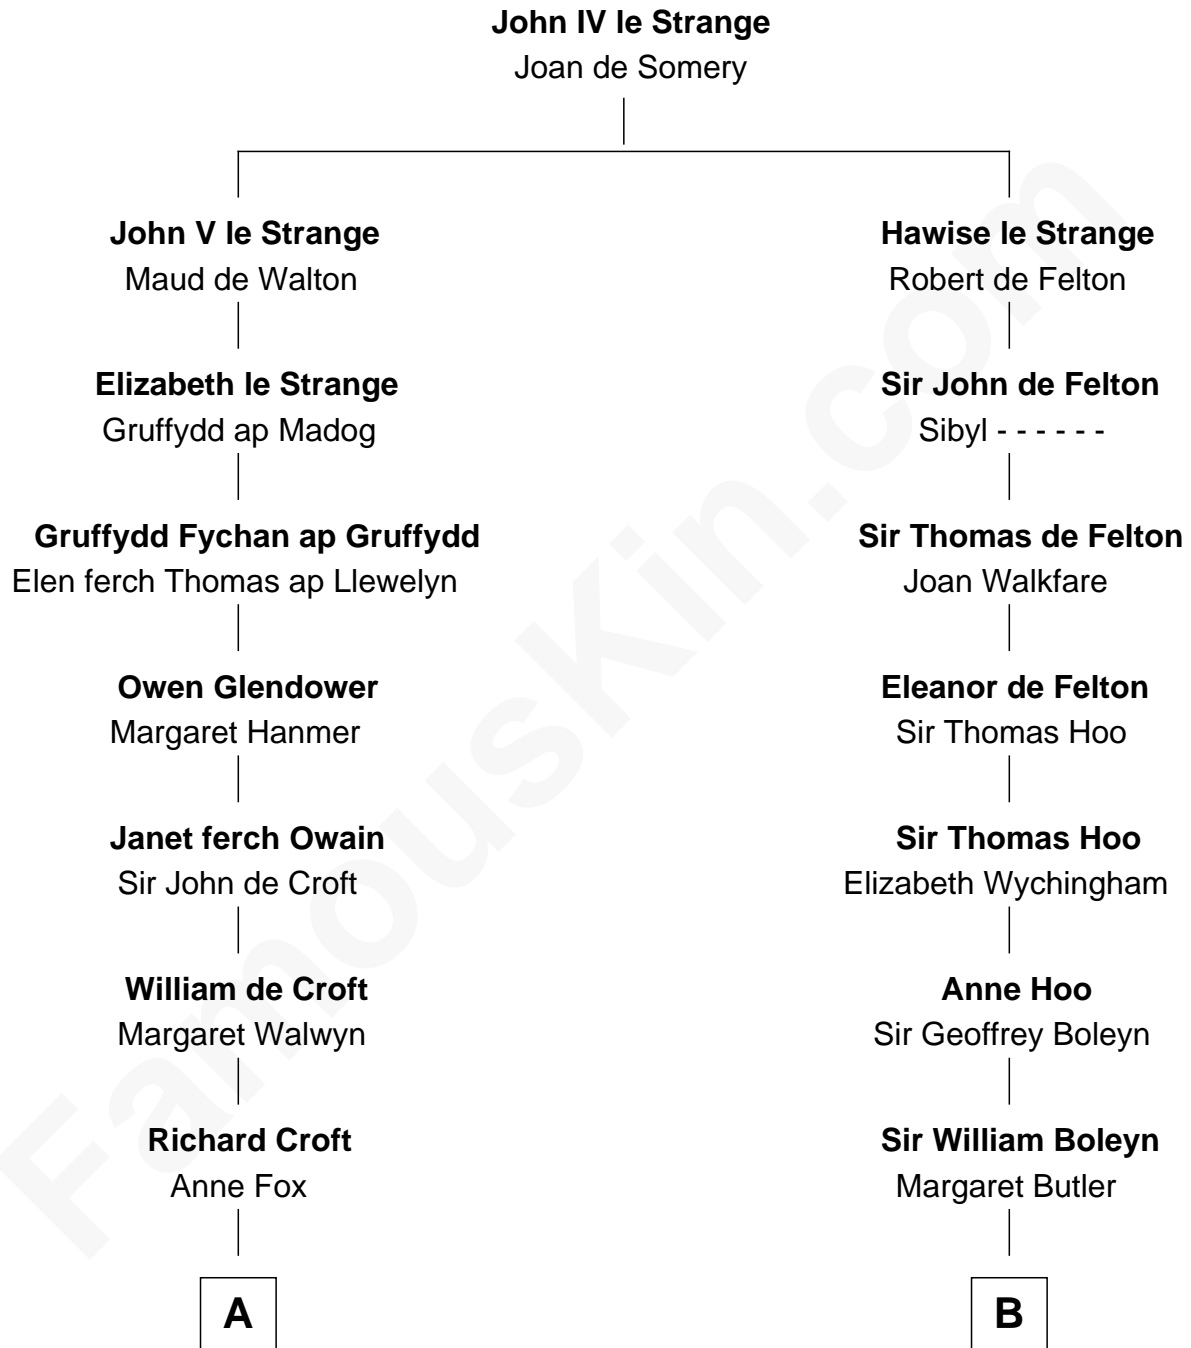 John IV le Strange
Joan de Somery
John V le Strange
Maud de Walton
Elizabeth le Strange
Gruffydd ap Madog
Gruffydd Fychan ap Gruffydd
Elen ferch Thomas ap Llewelyn
Owen Glendower
Margaret Hanmer
Janet ferch Owain
Sir John de Croft
William de Croft
Margaret Walwyn
Richard Croft
Anne Fox
A
Hawise le Strange
Robert de Felton
Sir John de Felton
Sibyl - - - - - -
Sir Thomas de Felton
Joan Walkfare
Eleanor de Felton
Sir Thomas Hoo
Sir Thomas Hoo
Elizabeth Wychingham
Anne Hoo
Sir Geoffrey Boleyn
Sir William Boleyn
Margaret Butler
B
FamousKin.com